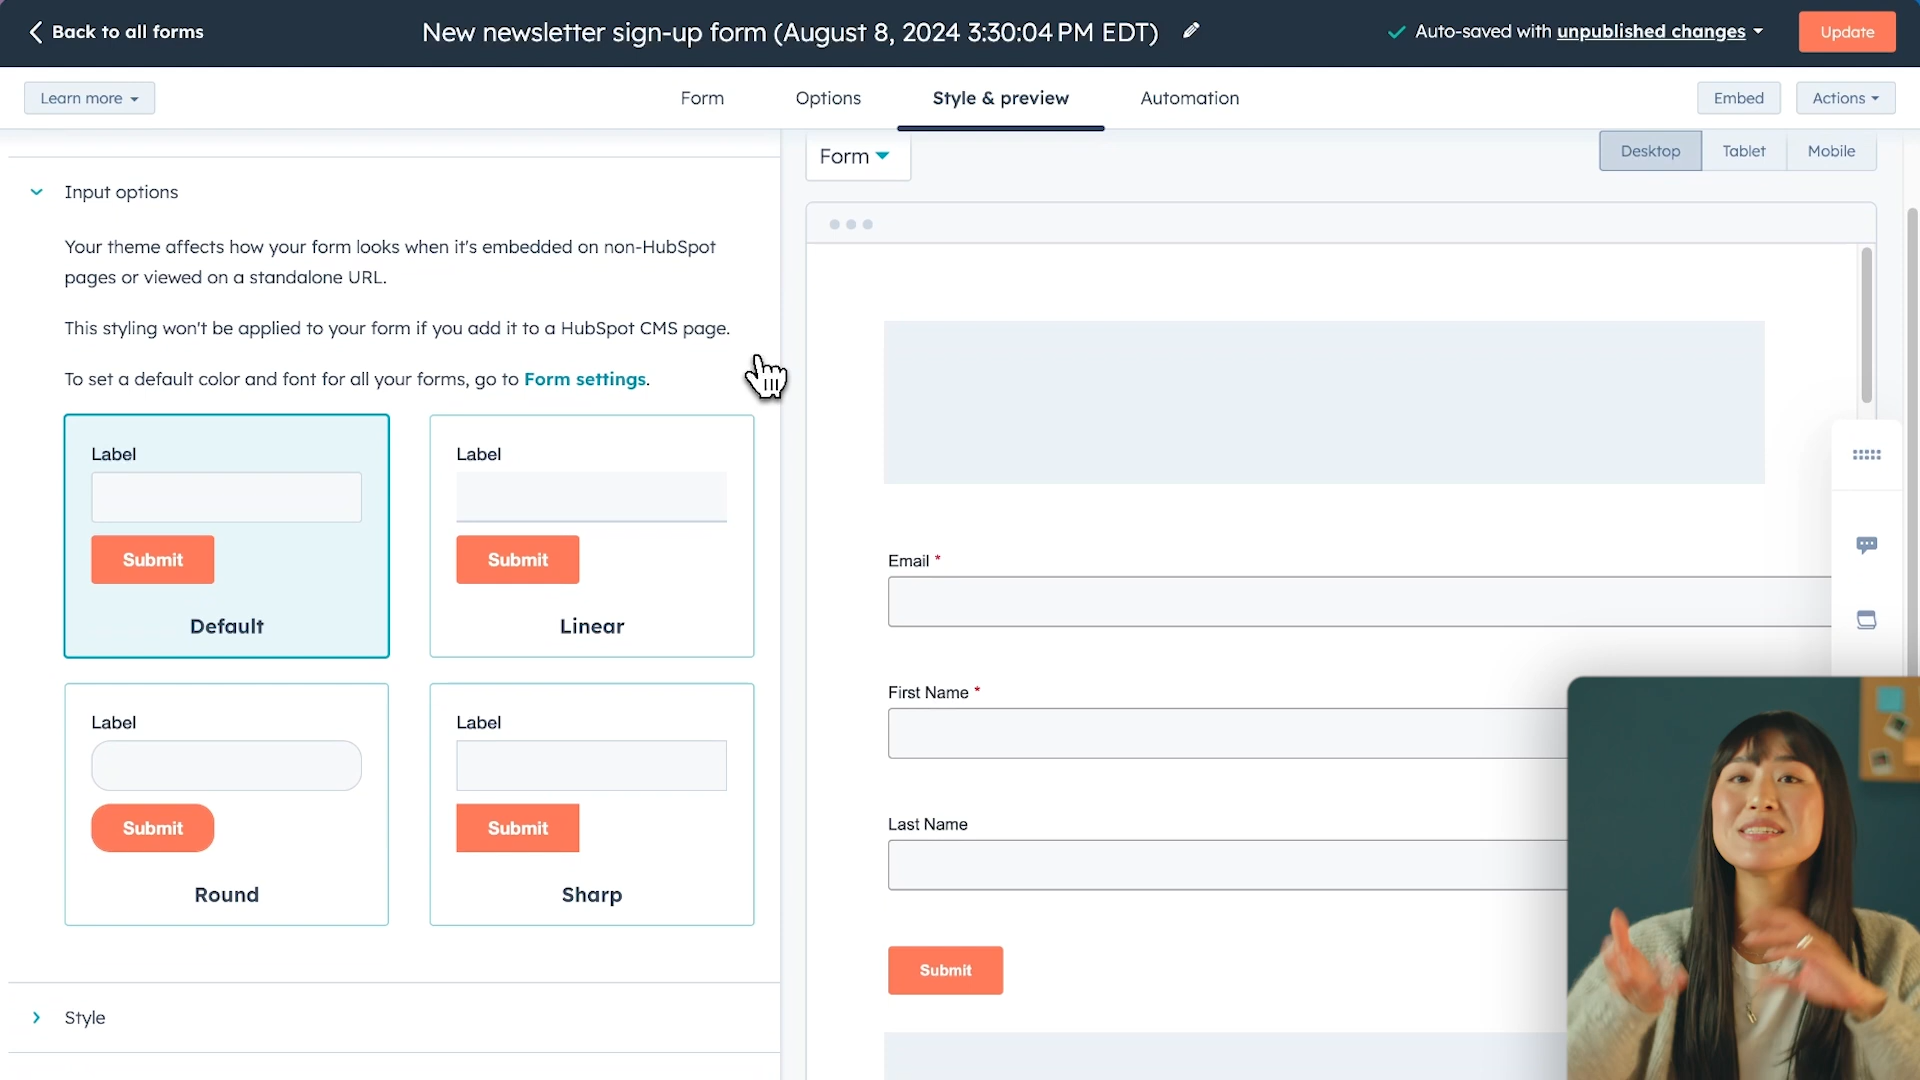 Back to all forms
New newsletter sign-up form (August 8, 2024 3:30:04 PM EDT)
Auto-saved with unpublished changes
Update
Learn more
Form
Options
Style & preview
Automation
Embed
Actions
Input options
Your theme affects how your form looks when it's embedded on non-HubSpot
pages or viewed on a standalone URL.
This styling won't be applied to your form if you add it to a HubSpot CMS page.
To set a default color and font for all your forms, go to Form settings.
Label
Submit
Default
Label
Submit
Linear
Label
Submit
Round
Label
Submit
Sharp
Style
Form
Desktop
Tablet
Mobile
Email *
First Name *
Last Name
Submit